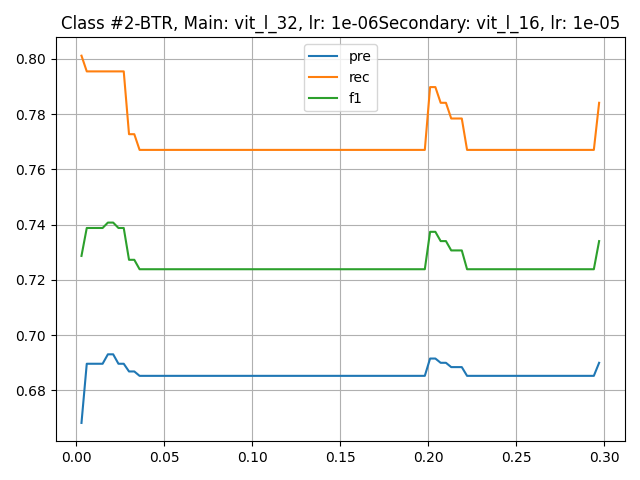 Class #2-BTR, Main: vit_l_32, lr: 1e-06Secondary: vit_l_16, lr: 1e-05
pre
rec
f1
0.80
0.78
0.76
0.74
0.72
0.70
0.68
0.00 0.05 0.10 0.15 0.20 0.25 0.30